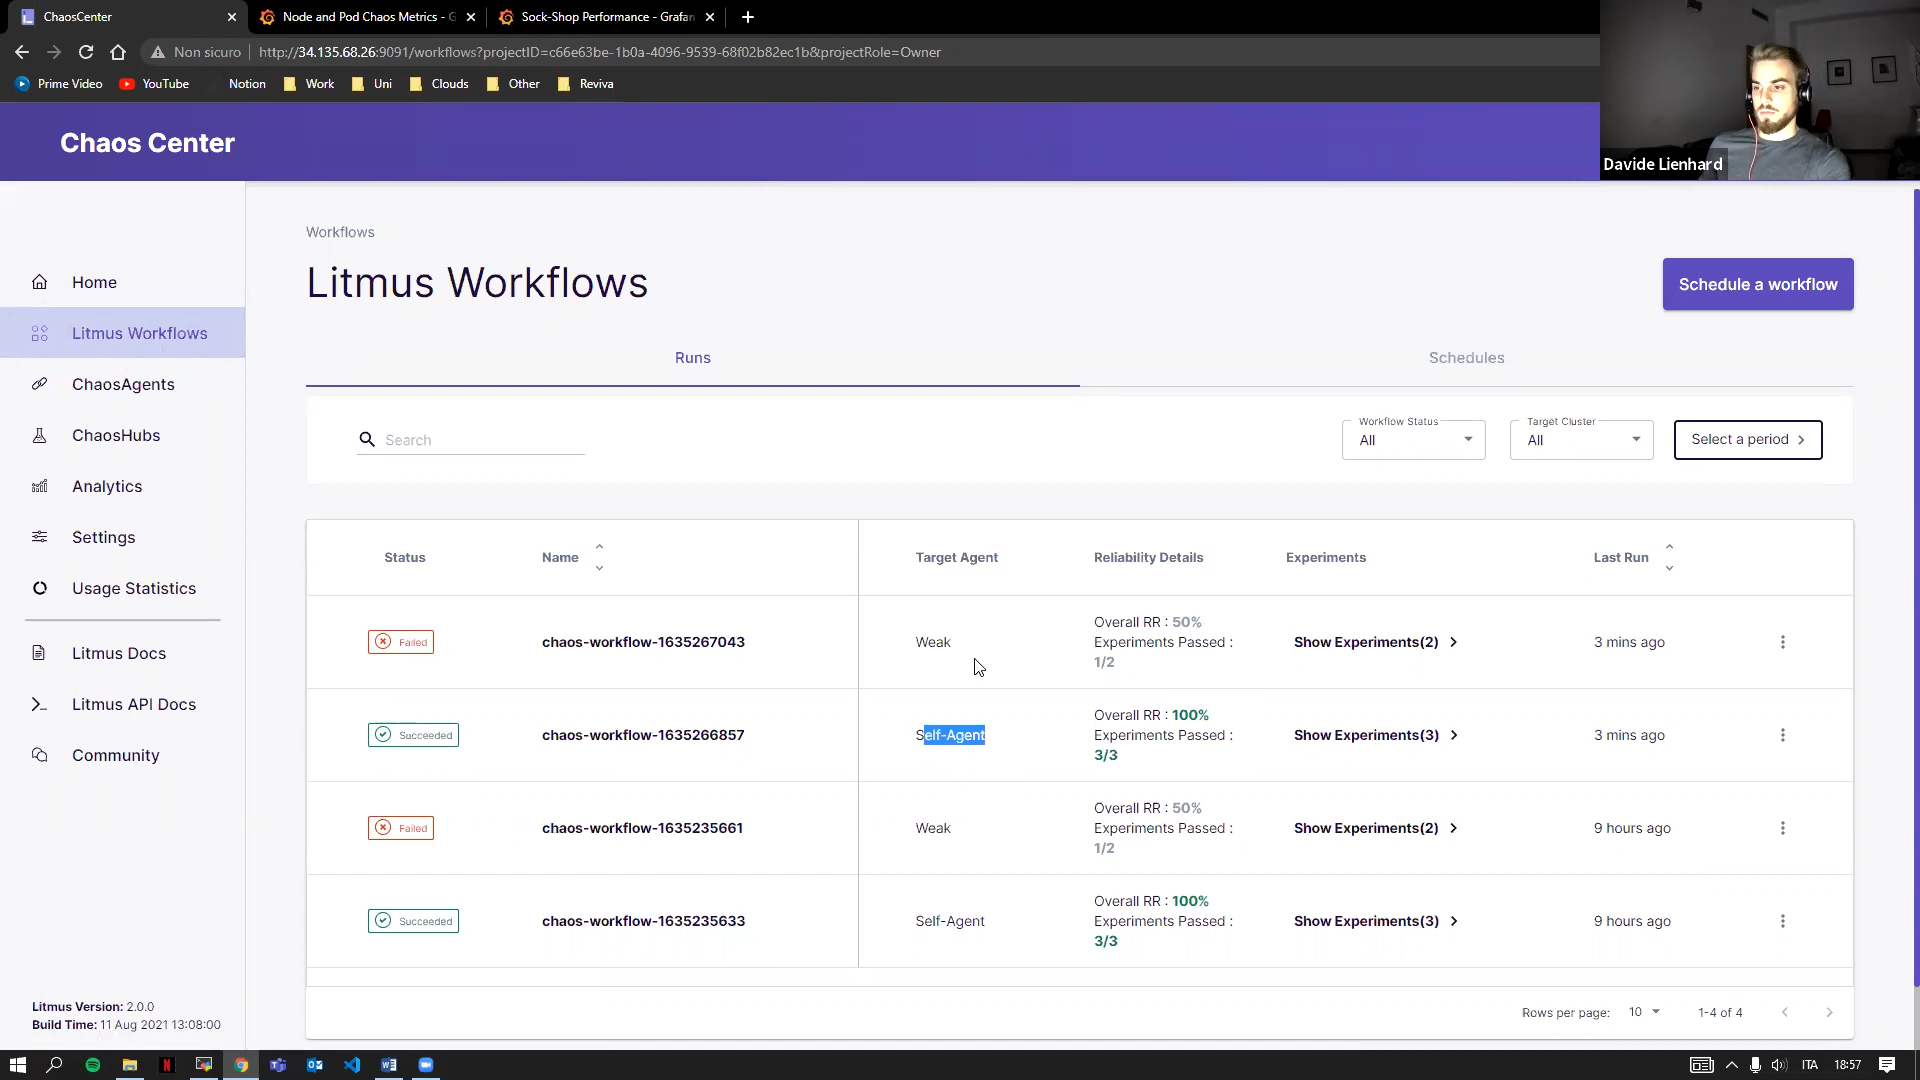 ChaosCenter
Node and Pod Chaos Metrics - G
Sock-Shop Performance - Grafan
Non sicuro
http://34.135.68.26:9091/workflows?projectID=c66e63be-1b0a-4096-9539-68f02b82ec1b&projectRole=Owner
Prime Video YouTube Notion Work Uni Clouds Other Reviva
Davide Lienhard
Chaos Center
Home
Litmus Workflows
ChaosAgents
ChaosHubs
Analytics
Settings
Usage Statistics
Litmus Docs
Litmus API Docs
Community
Litmus Version: 2.0.0
Build Time: 11 Aug 2021 13:08:00
Workflows
Litmus Workflows
Schedule a workflow
Runs Schedules
Search
Workflow Status
All
Target Cluster
All
Select a period
Status Name Target Agent Reliability Details Experiments Last Run
Failed chaos-workflow-1635267043 Weak
Overall RR : 50%
Experiments Passed :
1/2
Show Experiments(2) 3 mins ago
Succeeded chaos-workflow-1635266857 Self-Agent
Overall RR : 100%
Experiments Passed :
3/3
Show Experiments(3) 3 mins ago
Failed chaos-workflow-1635235661 Weak
Overall RR : 50%
Experiments Passed :
1/2
Show Experiments(2) 9 hours ago
Succeeded chaos-workflow-1635235633 Self-Agent
Overall RR : 100%
Experiments Passed :
3/3
Show Experiments(3) 9 hours ago
Rows per page: 10 1-4 of 4
ITA 18:57